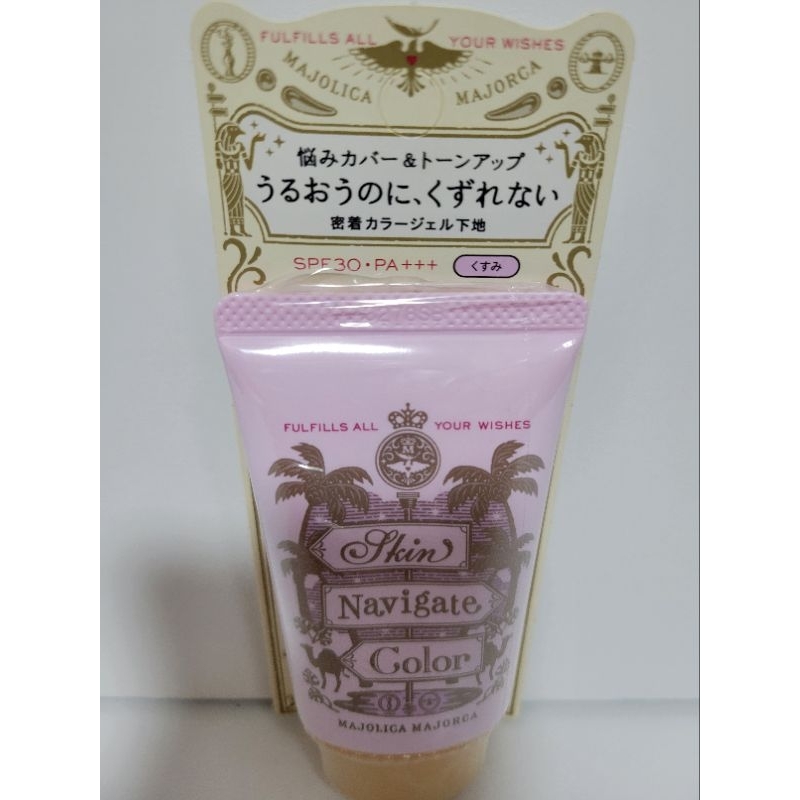 FULFILLS ALL YOUR WISHES
MAJOLICA MAJORCA
悩みカバー&トーンアップ
うるおうのに、くずれない
密着カラージェル下地
SPF30・PA+++ くすみ
FULFILLS ALL YOUR WISHES
M
Skin
Navigate
Color
MAJOLICA MAJORCA